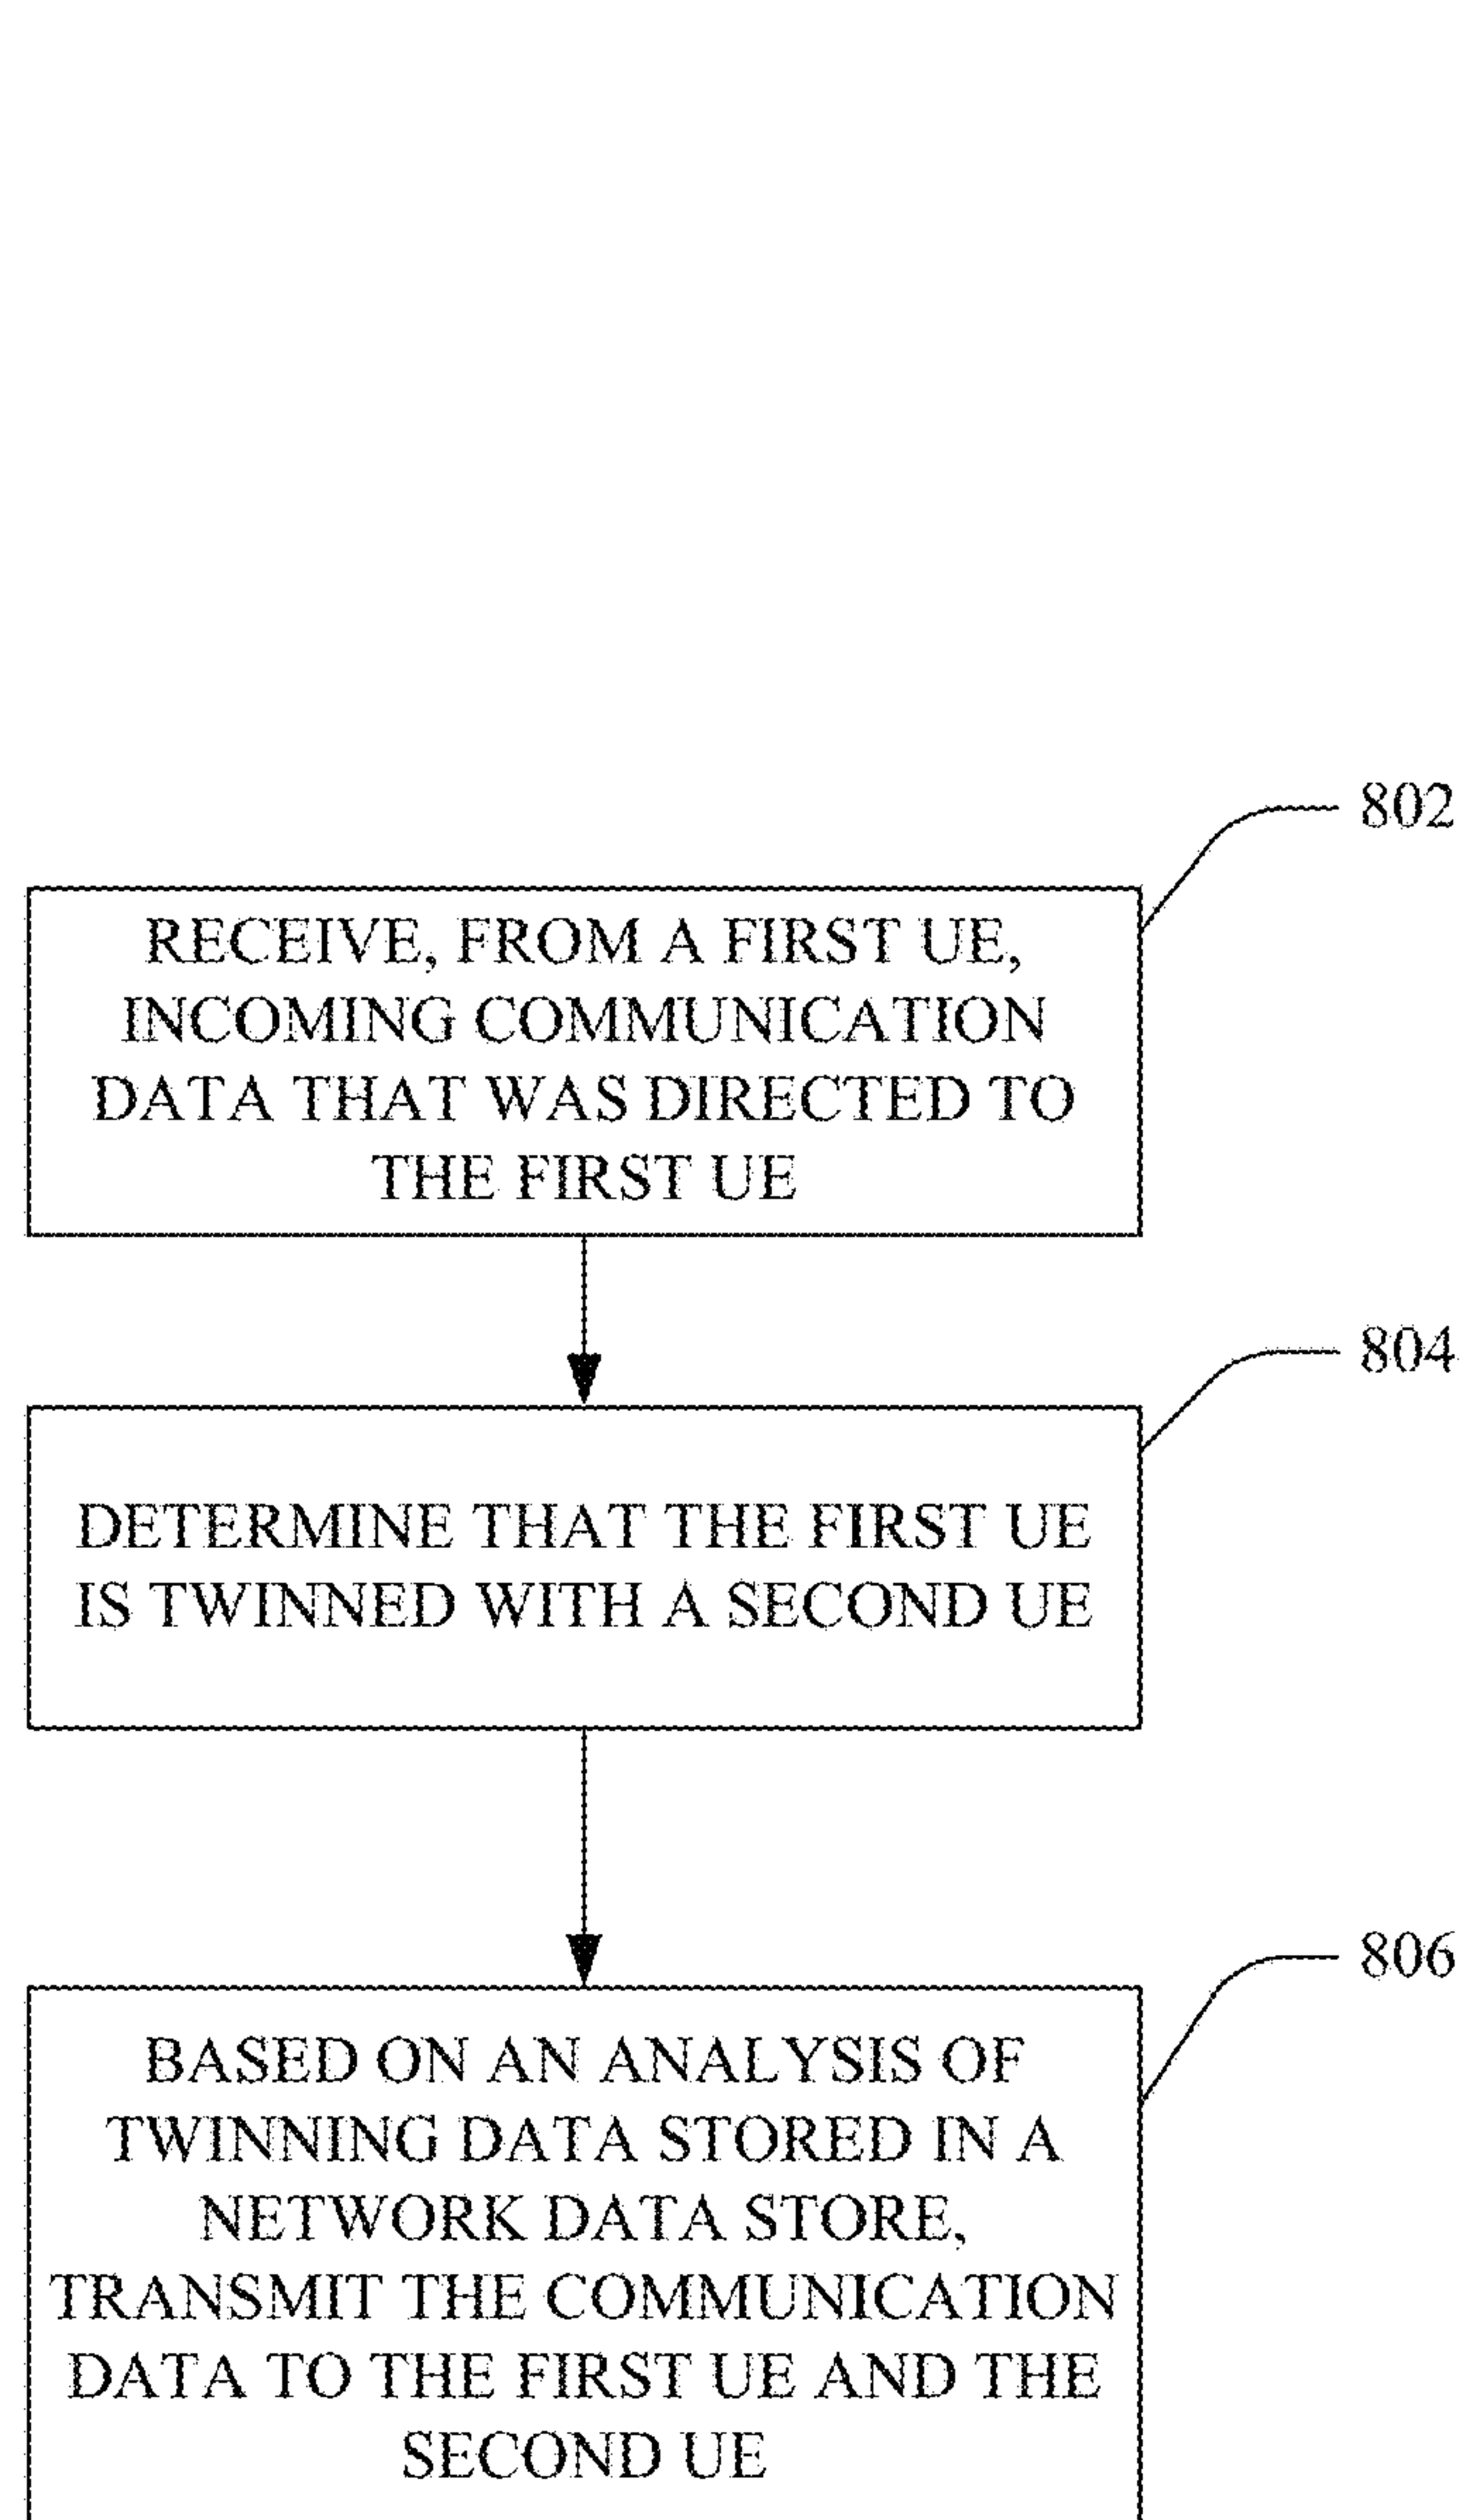 802
RECEIVE, FROM A FIRST UE,
INCOMING COMMUNICATION
DATA THAT WAS DIRECTED TO
THE FIRST UE
804
DETERMINE THAT THE FIRST UE
IS TWINNED WITH A SECOND UE
806
BASED ON AN ANALYSIS OF
TWINNING DATA STORED IN A
NETWORK DATA STORE,
TRANSMIT THE COMMUNICATION
DATA TO THE FIRST UE AND THE
SECOND UE